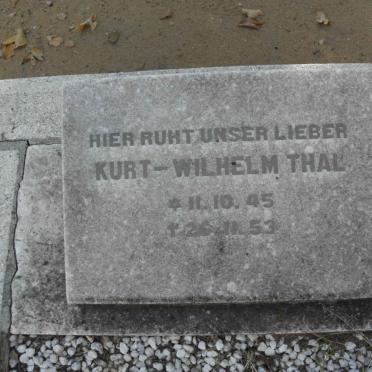 HIER RUHT UNSER LIEBER
KURT-WILHELM THAL
* 11. 10. 45
† 26. 11. 53